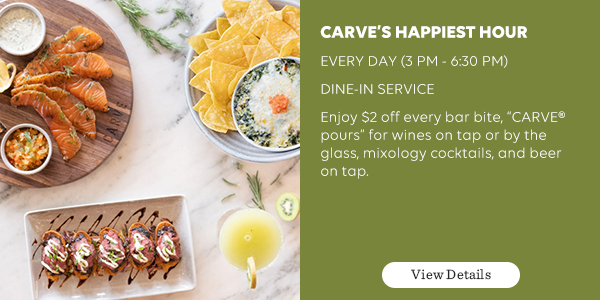 CARVE'S HAPPIEST HOUR
EVERY DAY (3 PM - 6:30 PM)
DINE-IN SERVICE
Enjoy $2 off every bar bite, “CARVE®
pours” for wines on tap or by the
glass, mixology cocktails, and beer
on tap.
View Details